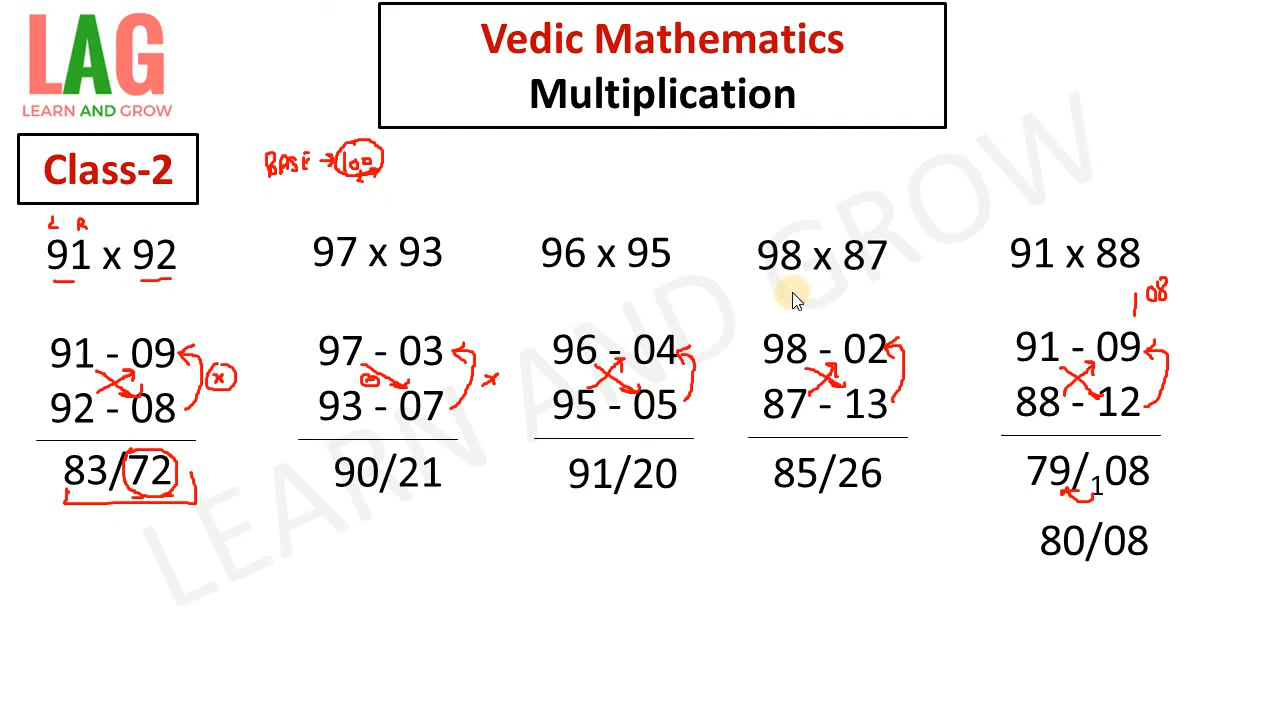 LAG
LEARN AND GROW
Vedic Mathematics
Multiplication
Class-2
BASE → 100
L R
91 x 92
91 - 09
92 - 08
x
83/72
97 x 93
97 - 03
93 - 07
x
90/21
96 x 95
96 - 04
95 - 05
91/20
98 x 87
98 - 02
87 - 13
85/26
91 x 88
1 08
91 - 09
88 - 12
79/108
80/08
LEARN AND GROW